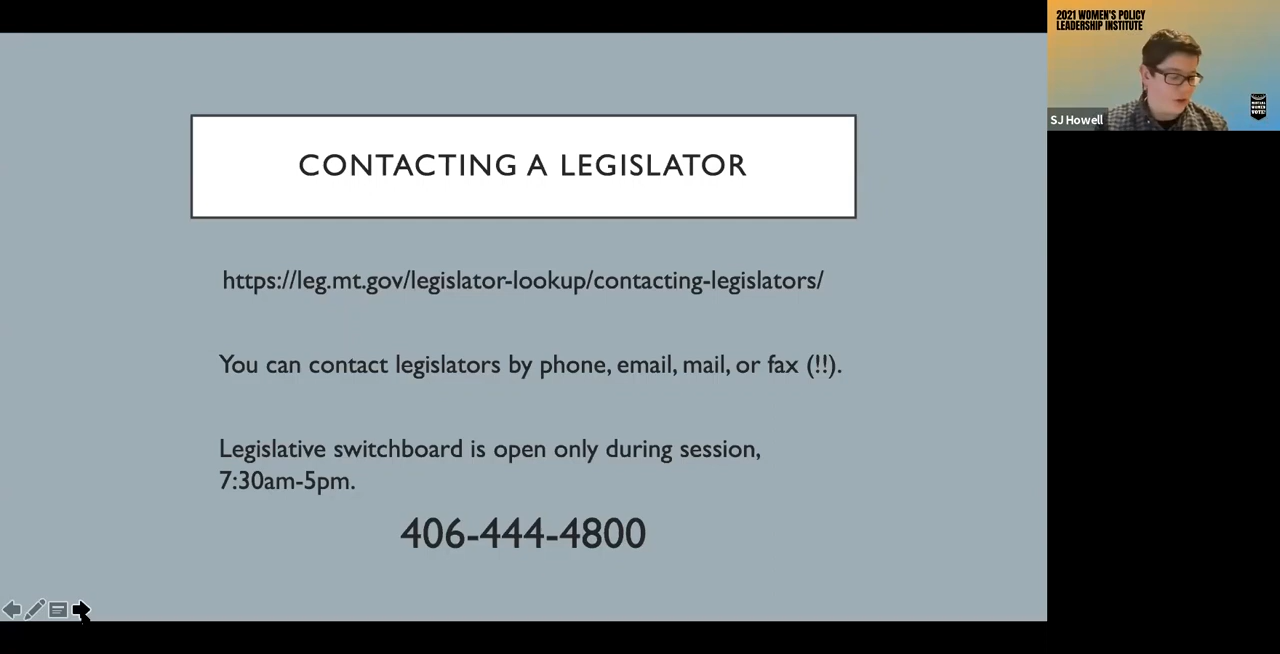 2021 WOMEN'S POLICY
LEADERSHIP INSTITUTE
SJ Howell
CONTACTING A LEGISLATOR
https://leg.mt.gov/legislator-lookup/contacting-legislators/
You can contact legislators by phone, email, mail, or fax (!!).
Legislative switchboard is open only during session,
7:30am-5pm.
406-444-4800